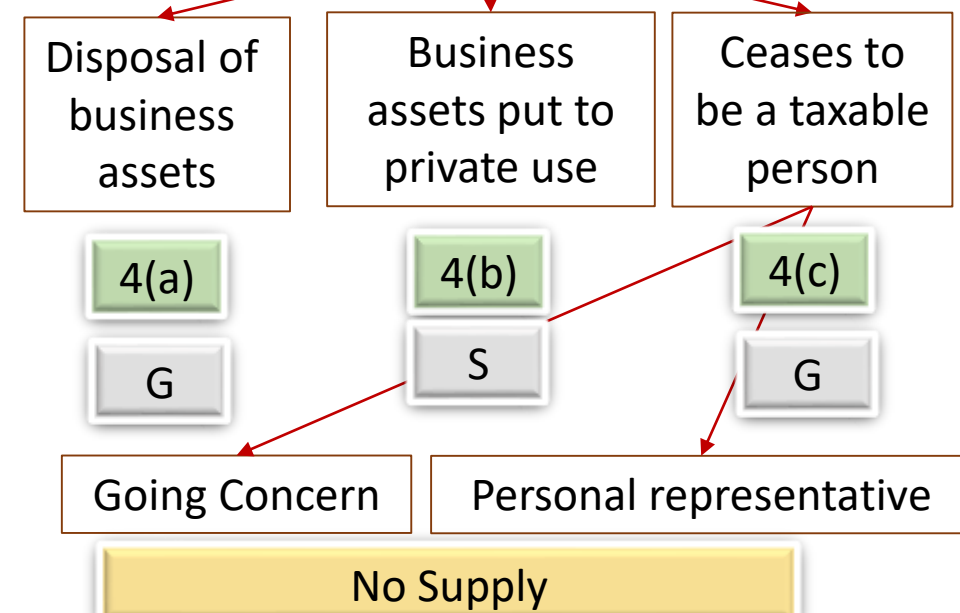 Disposal of
business
assets
Business
assets put to
private use
Ceases to
be a taxable
person
4(a)
4(b)
4(c)
G
S
G
Going Concern
Personal representative
No Supply